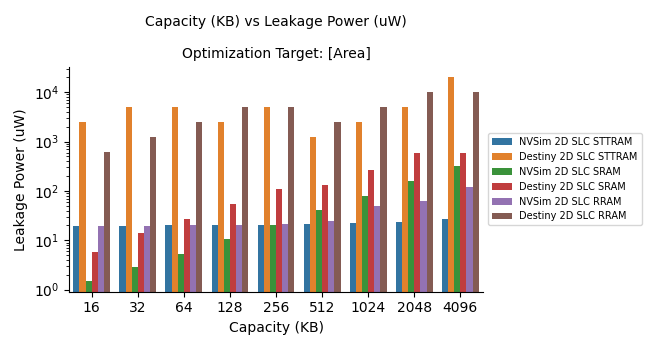 Capacity (KB) vs Leakage Power (uW)
Optimization Target: [Area]
Leakage Power (uW)
10⁴
10³
10²
10¹
10⁰
16 32 64 128 256 512 1024 2048 4096
Capacity (KB)
NVSim 2D SLC STTRAM
Destiny 2D SLC STTRAM
NVSim 2D SLC SRAM
Destiny 2D SLC SRAM
NVSim 2D SLC RRAM
Destiny 2D SLC RRAM